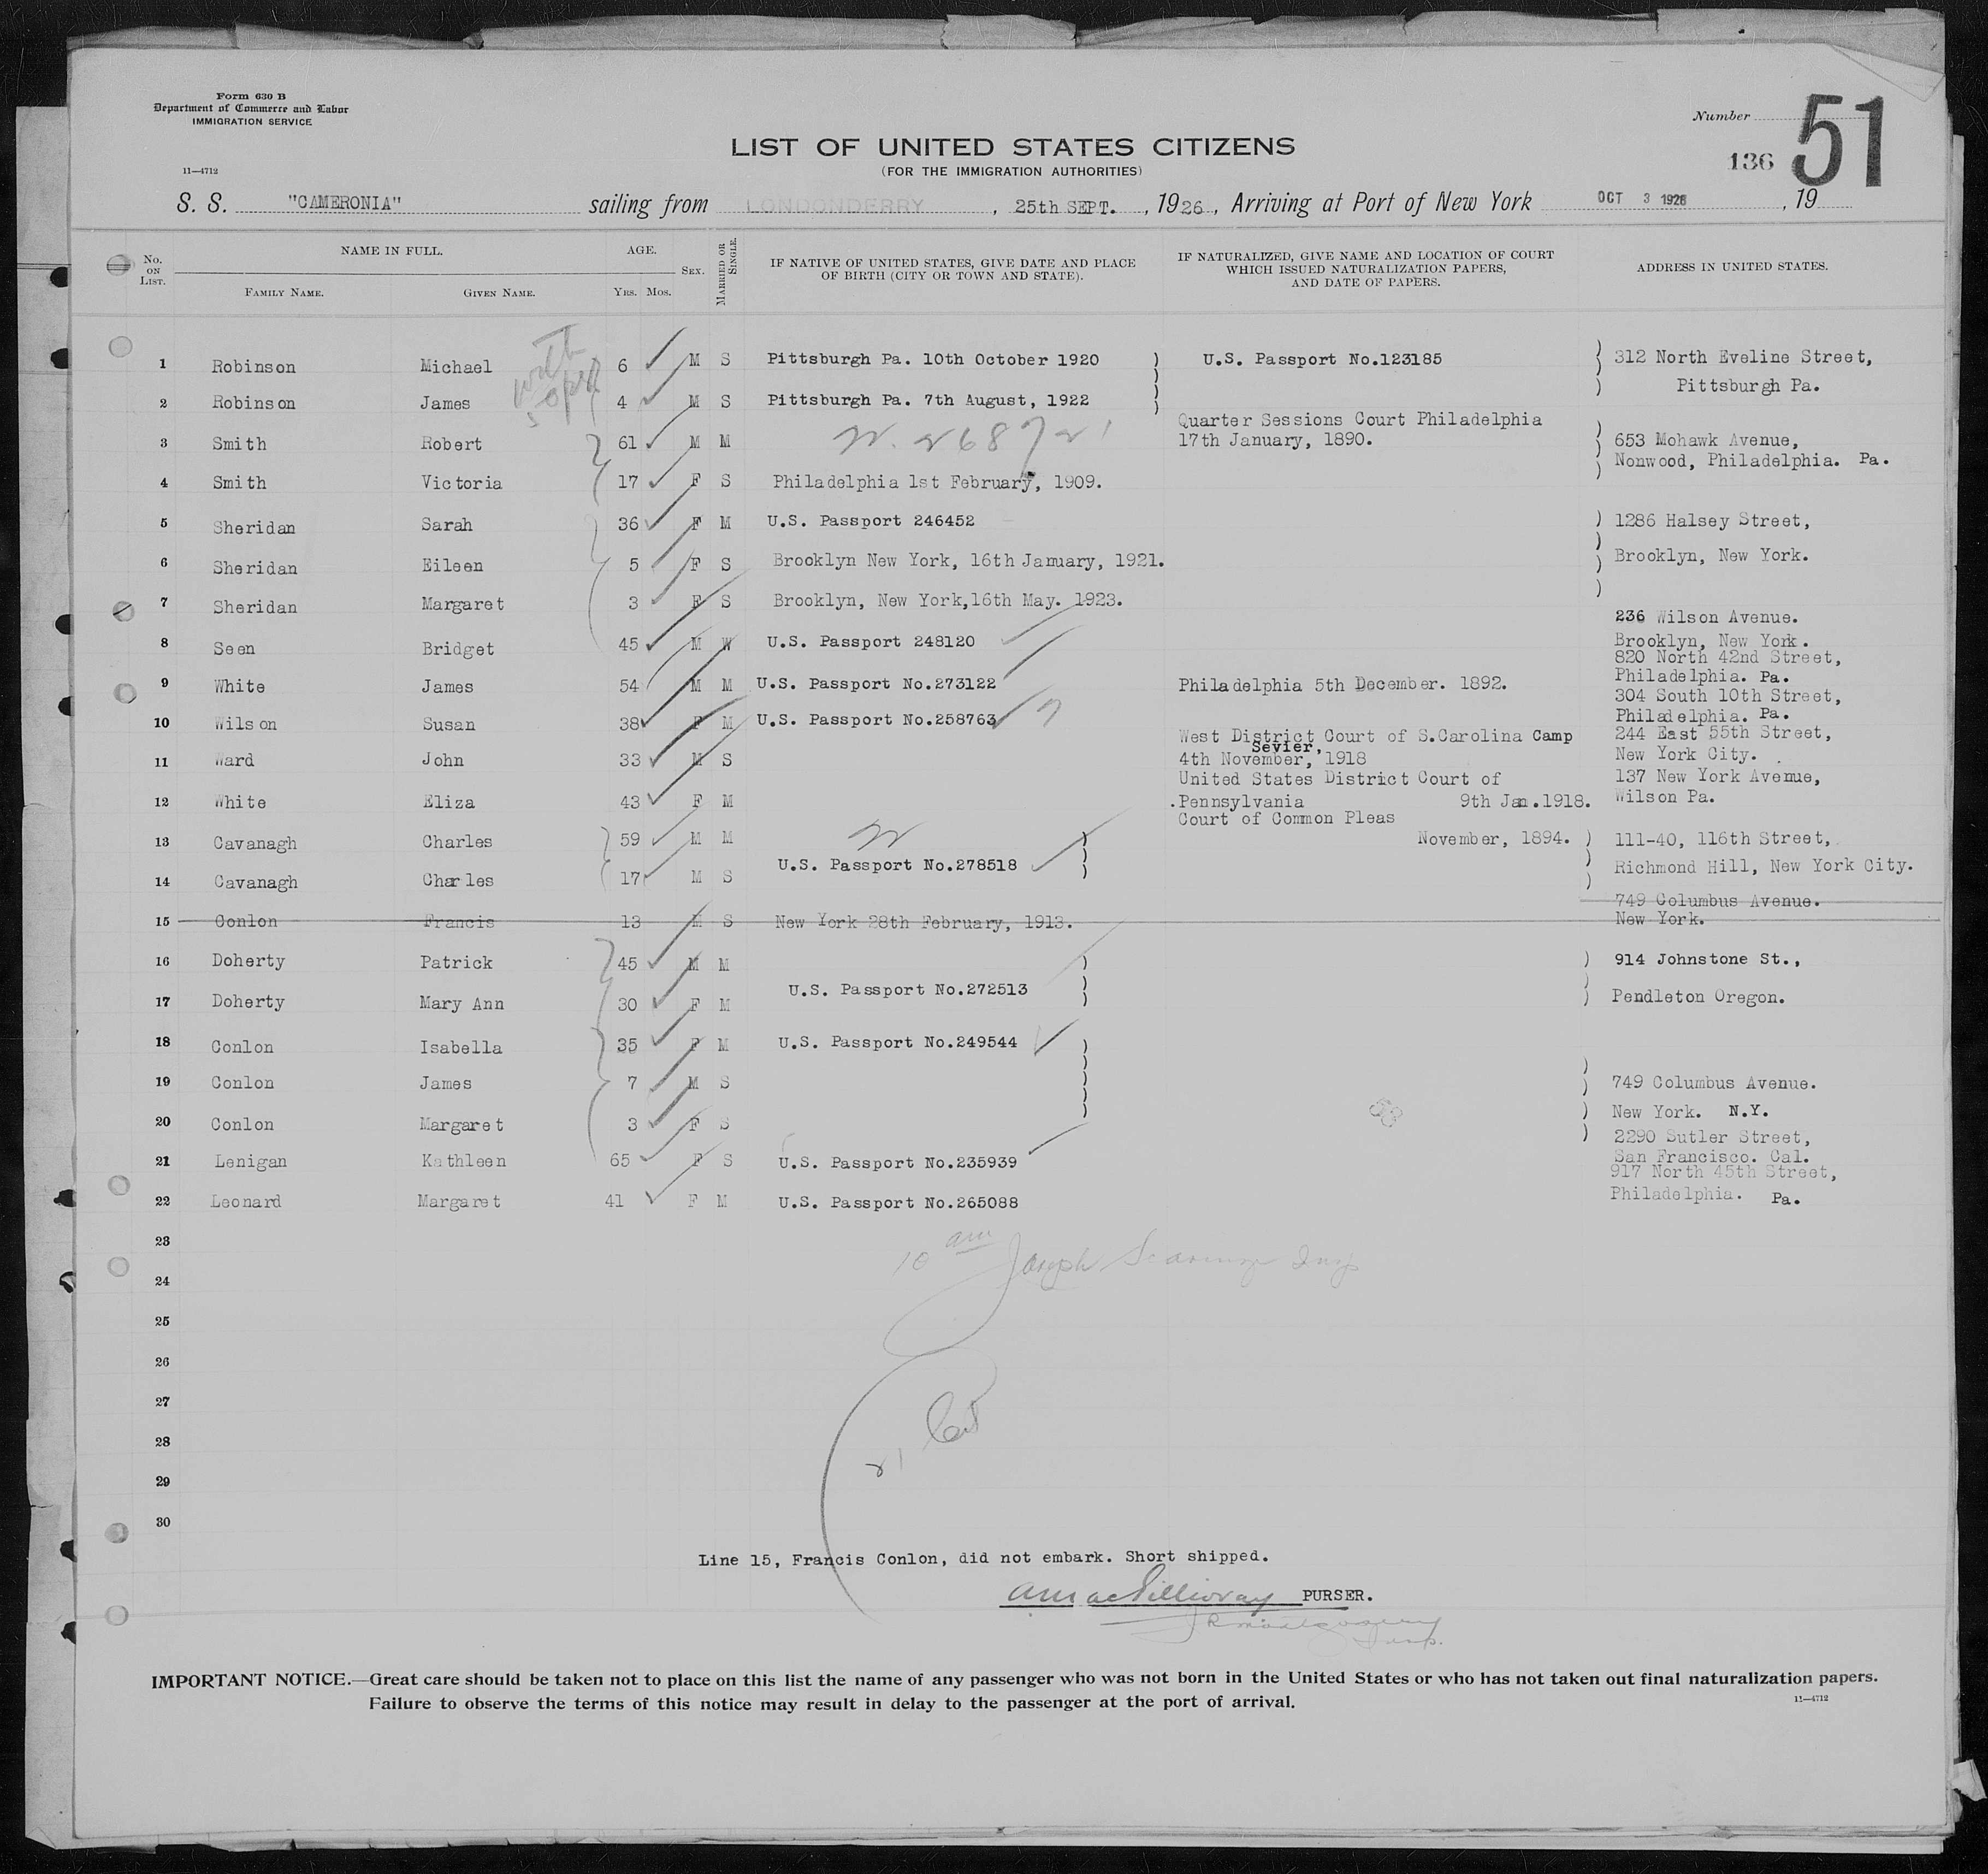 Form 630 B
Department of Commerce and Labor
IMMIGRATION SERVICE
11—4712
Number
136 51
LIST OF UNITED STATES CITIZENS
(FOR THE IMMIGRATION AUTHORITIES)
S. S. "CAMERONIA" sailing from LONDONDERRY, 25th SEPT., 1926, Arriving at Port of New York OCT 3 1926, 19
No. ON LIST.
NAME IN FULL.
FAMILY NAME. GIVEN NAME.
AGE.
YRS. MOS.
SEX.
MARRIED OR SINGLE.
IF NATIVE OF UNITED STATES, GIVE DATE AND PLACE
OF BIRTH (CITY OR TOWN AND STATE).
IF NATURALIZED, GIVE NAME AND LOCATION OF COURT
WHICH ISSUED NATURALIZATION PAPERS,
AND DATE OF PAPERS.
ADDRESS IN UNITED STATES.
1 Robinson Michael 6 M S Pittsburgh Pa. 10th October 1920 U.S. Passport No.123185 312 North Eveline Street,
Pittsburgh Pa.
2 Robinson James 4 M S Pittsburgh Pa. 7th August, 1922
with
Quarter Sessions Court Philadelphia
3 Smith Robert 61 M M 17th January, 1890. 653 Mohawk Avenue,
Nonwood, Philadelphia. Pa.
4 Smith Victoria 17 F S Philadelphia 1st February, 1909.
5 Sheridan Sarah 36 F M U.S. Passport 246452 1286 Halsey Street,
6 Sheridan Eileen 5 F S Brooklyn New York, 16th January, 1921. Brooklyn, New York.
7 Sheridan Margaret 3 F S Brooklyn, New York,16th May. 1923.
236 Wilson Avenue.
8 Seen Bridget 45 M W U.S. Passport 248120 Brooklyn, New York.
820 North 42nd Street,
9 White James 54 M M U.S. Passport No.273122 Philadelphia 5th December. 1892. Philadelphia. Pa.
304 South 10th Street,
10 Wilson Susan 38 F M U.S. Passport No.258763 Philadelphia. Pa.
West District Court of S.Carolina Camp 244 East 55th Street,
Sevier,
11 Ward John 33 M S 4th November, 1918 New York City.
United States District Court of 137 New York Avenue,
12 White Eliza 43 F M .Pennsylvania 9th Jan.1918. Wilson Pa.
Court of Common Pleas
13 Cavanagh Charles 59 M M November, 1894. 111-40, 116th Street,
U.S. Passport No.278518 Richmond Hill, New York City.
14 Cavanagh Charles 17 M S
749 Columbus Avenue.
15 Conlon Francis 13 M S New York 28th February, 1913. New York.
16 Doherty Patrick 45 M M 914 Johnstone St.,
U.S. Passport No.272513
17 Doherty Mary Ann 30 F M Pendleton Oregon.
18 Conlon Isabella 35 F M U.S. Passport No.249544
19 Conlon James 7 M S 749 Columbus Avenue.
New York. N.Y.
20 Conlon Margaret 3 F S
2290 Sutler Street,
21 Lenigan Kathleen 65 F S U.S. Passport No.235939 San Francisco. Cal.
917 North 45th Street,
22 Leonard Margaret 41 F M U.S. Passport No.265088 Philadelphia. Pa.
23
10 am Joseph
24
25
26
27
28
29
30
Line 15, Francis Conlon, did not embark. Short shipped.
PURSER.
IMPORTANT NOTICE.—Great care should be taken not to place on this list the name of any passenger who was not born in the United States or who has not taken out final naturalization papers.
Failure to observe the terms of this notice may result in delay to the passenger at the port of arrival.
11—4712